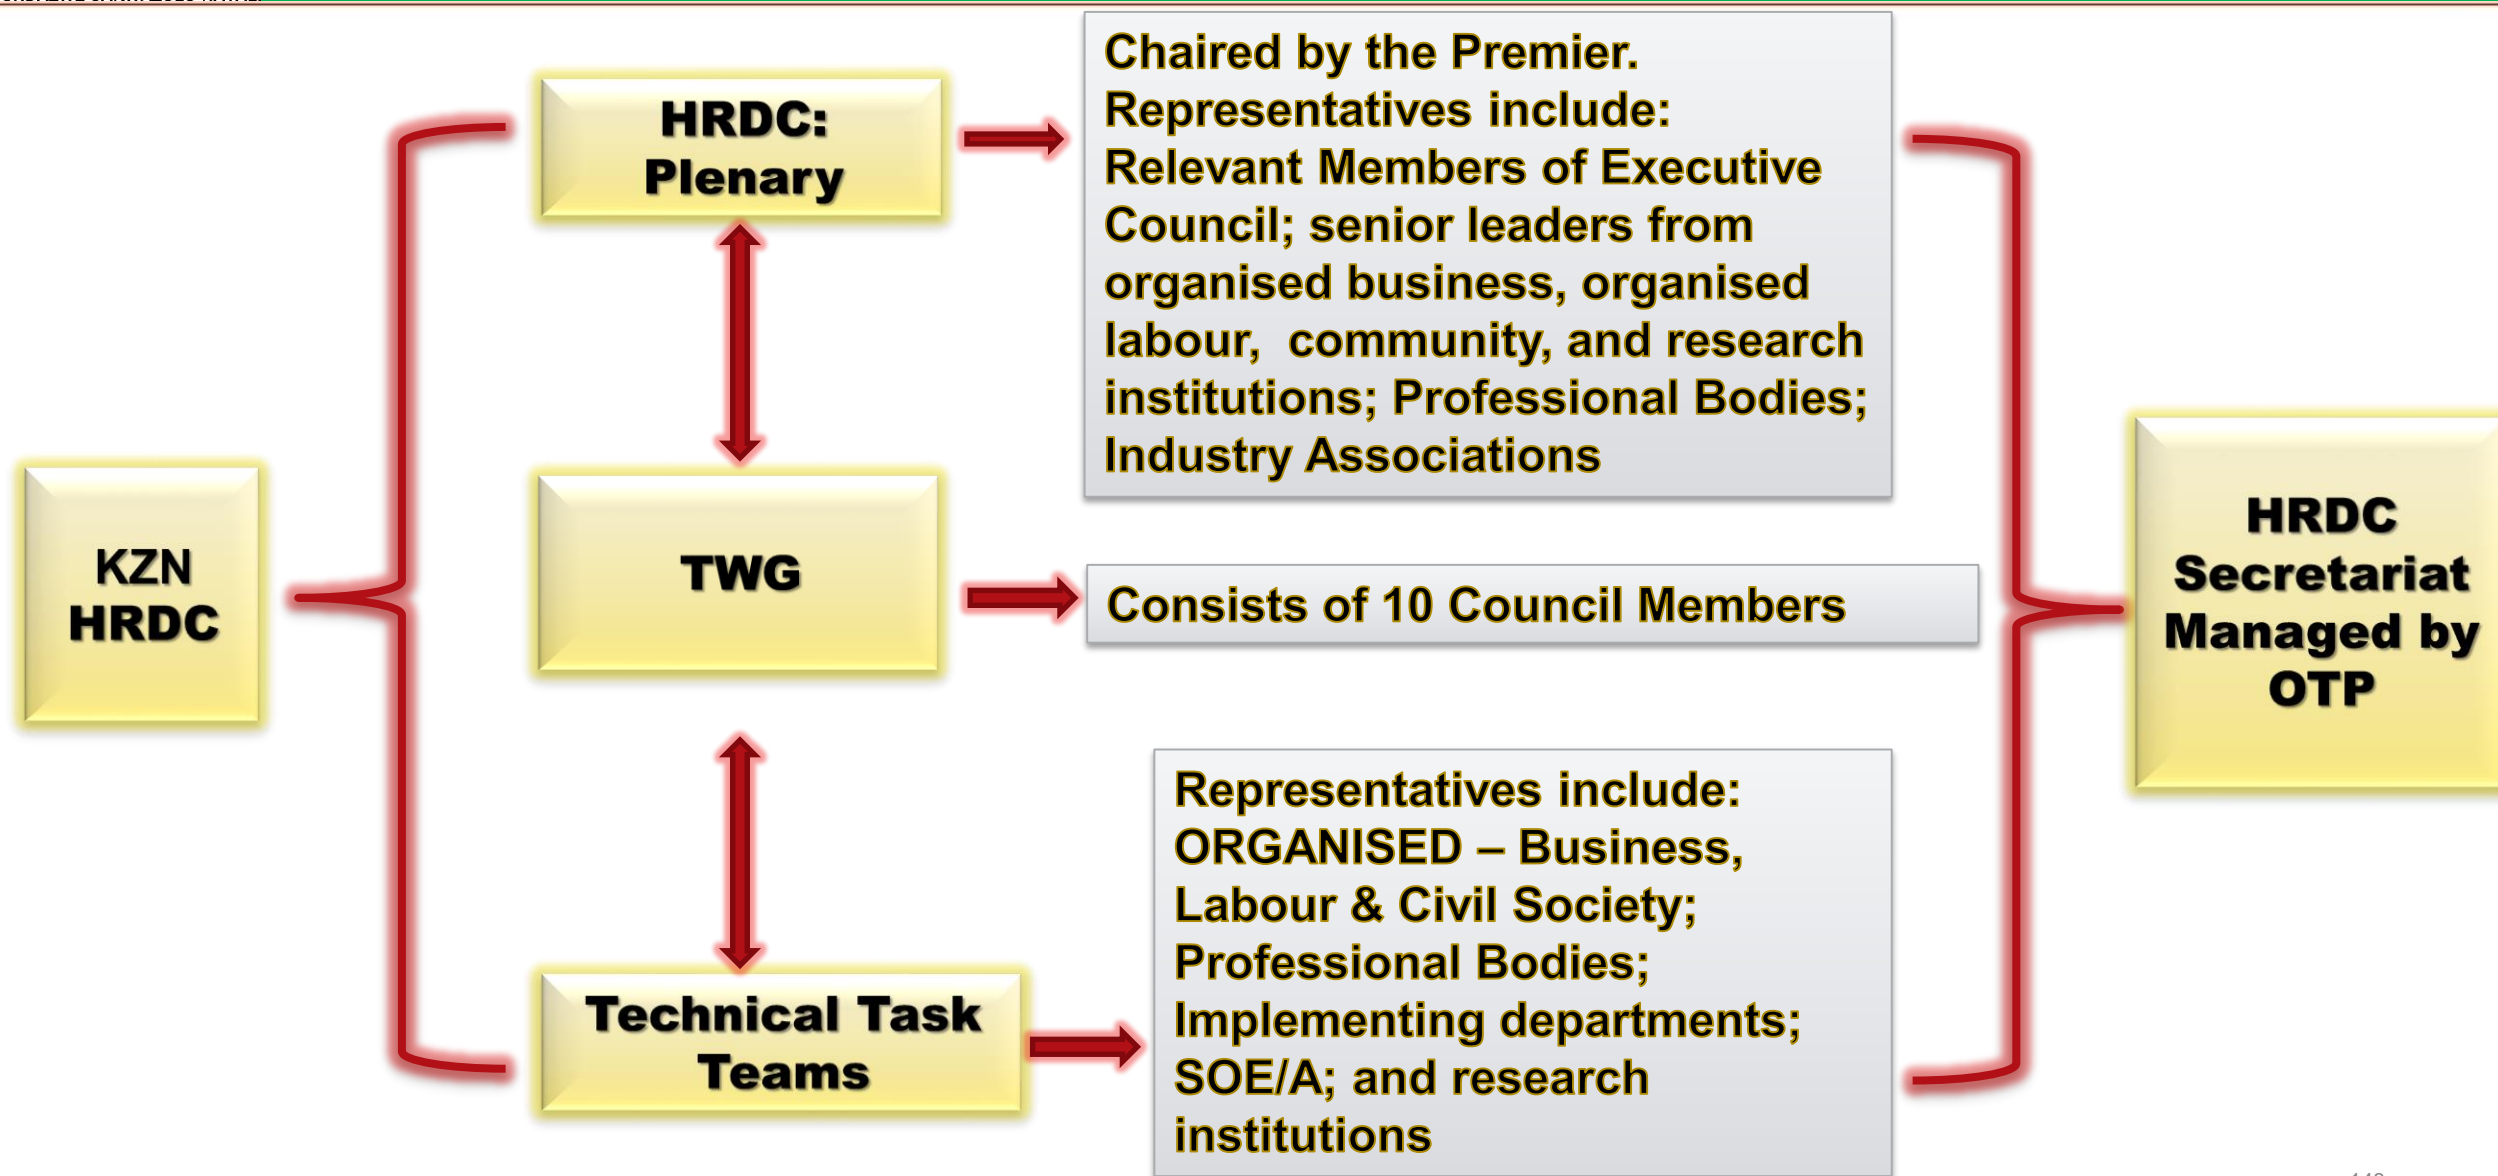 KZN
HRDC
HRDC:
Plenary
Chaired by the Premier.
Representatives include:
Relevant Members of Executive
Council; senior leaders from
organised business, organised
labour, community, and research
institutions; Professional Bodies;
Industry Associations
TWG
Consists of 10 Council Members
Technical Task
Teams
Representatives include:
ORGANISED – Business,
Labour & Civil Society;
Professional Bodies;
Implementing departments;
SOE/A; and research
institutions
HRDC
Secretariat
Managed by
OTP